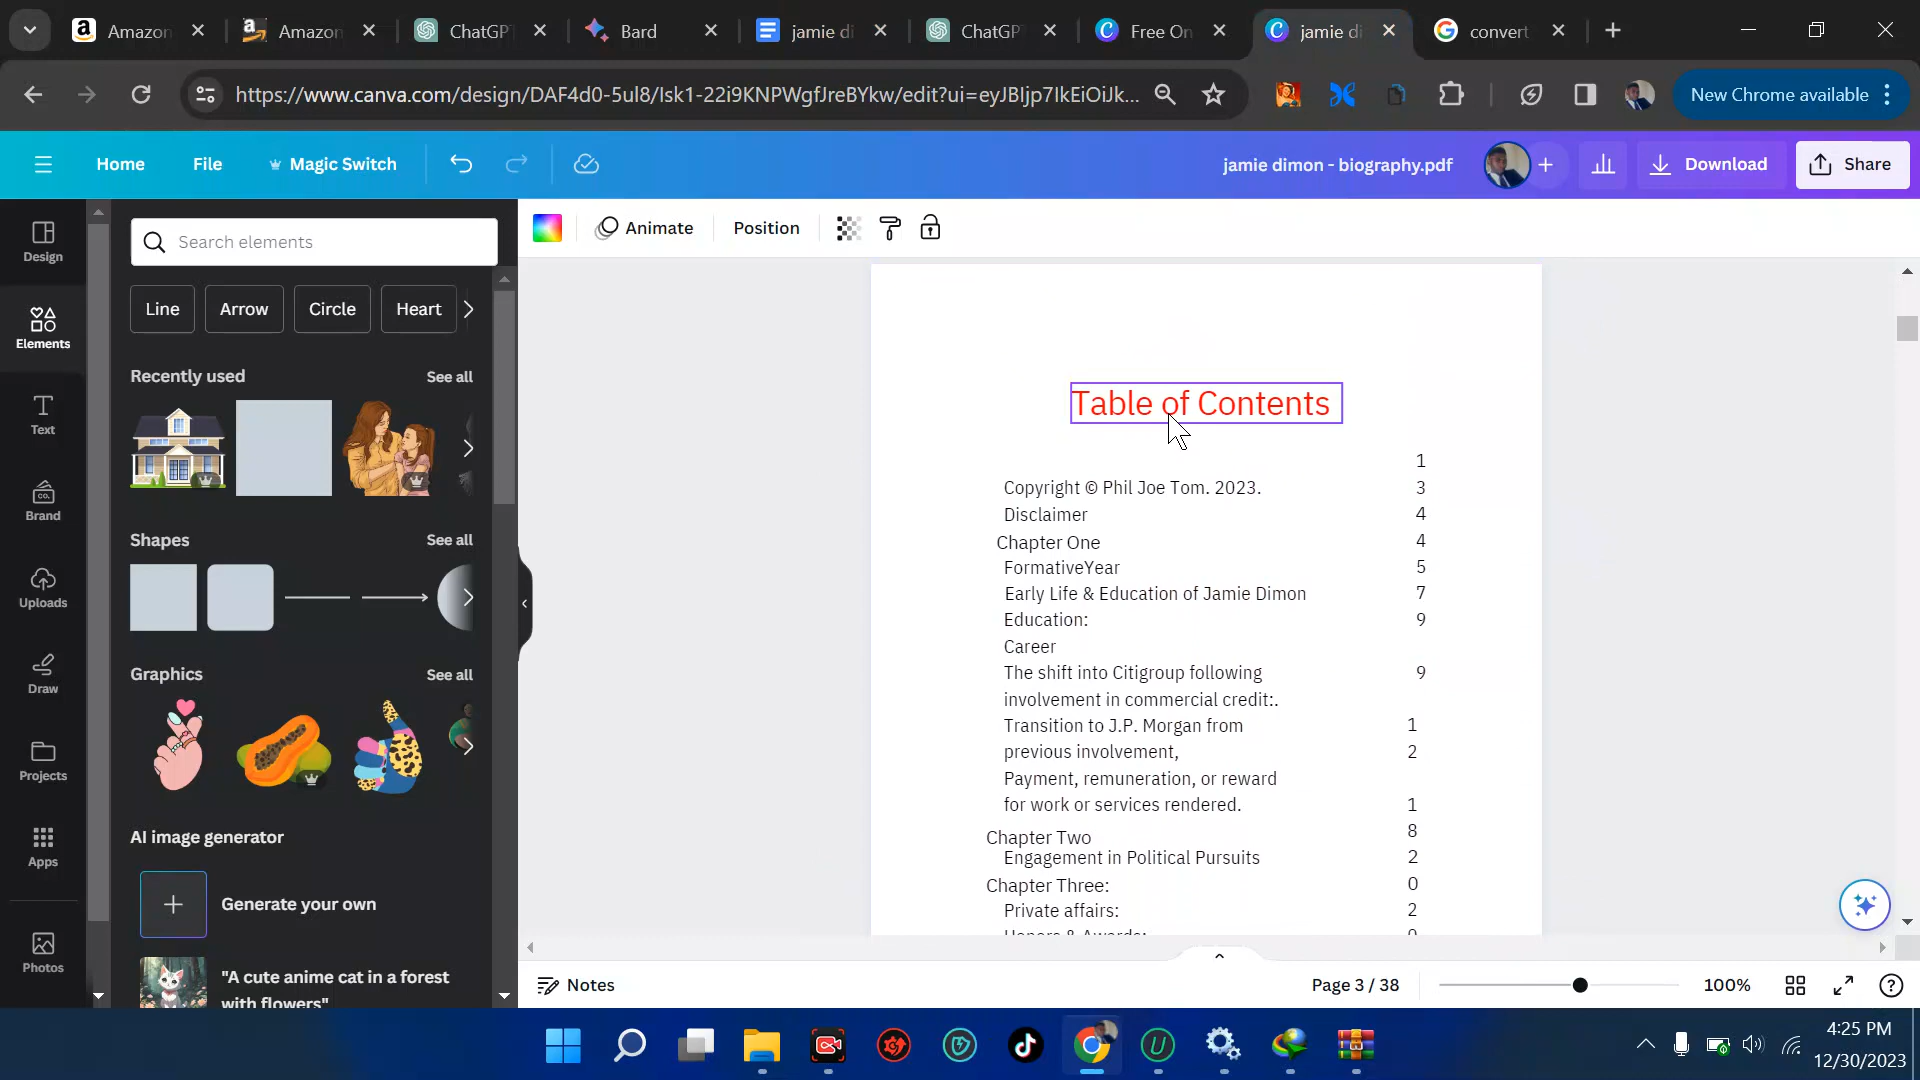 Amazon
Amazon
ChatGP
Bard
jamie di
ChatGP
Free On
jamie di
convert
https://www.canva.com/design/DAF4d0-5ul8/Isk1-22i9KNPWgfJreBYkw/edit?ui=eyJBIjp7IkEiOiJk...
New Chrome available
Home
File
Magic Switch
jamie dimon - biography.pdf
Download
Share
Design
Elements
Text
Brand
Uploads
Draw
Projects
Apps
Photos
Search elements
Line
Arrow
Circle
Heart
Recently used
See all
Shapes
See all
Graphics
See all
AI image generator
Generate your own
"A cute anime cat in a forest
with flowers"
Animate
Position
Table of Contents
1
Copyright © Phil Joe Tom. 2023. 3
Disclaimer 4
Chapter One 4
FormativeYear 5
Early Life & Education of Jamie Dimon 7
Education: 9
Career
The shift into Citigroup following 9
involvement in commercial credit:.
Transition to J.P. Morgan from 1
previous involvement, 2
Payment, remuneration, or reward
for work or services rendered. 1
Chapter Two 8
Engagement in Political Pursuits 2
Chapter Three: 0
Private affairs: 2
Honors & Awards: 0
Notes
Page 3 / 38
100%
4:25 PM
12/30/2023